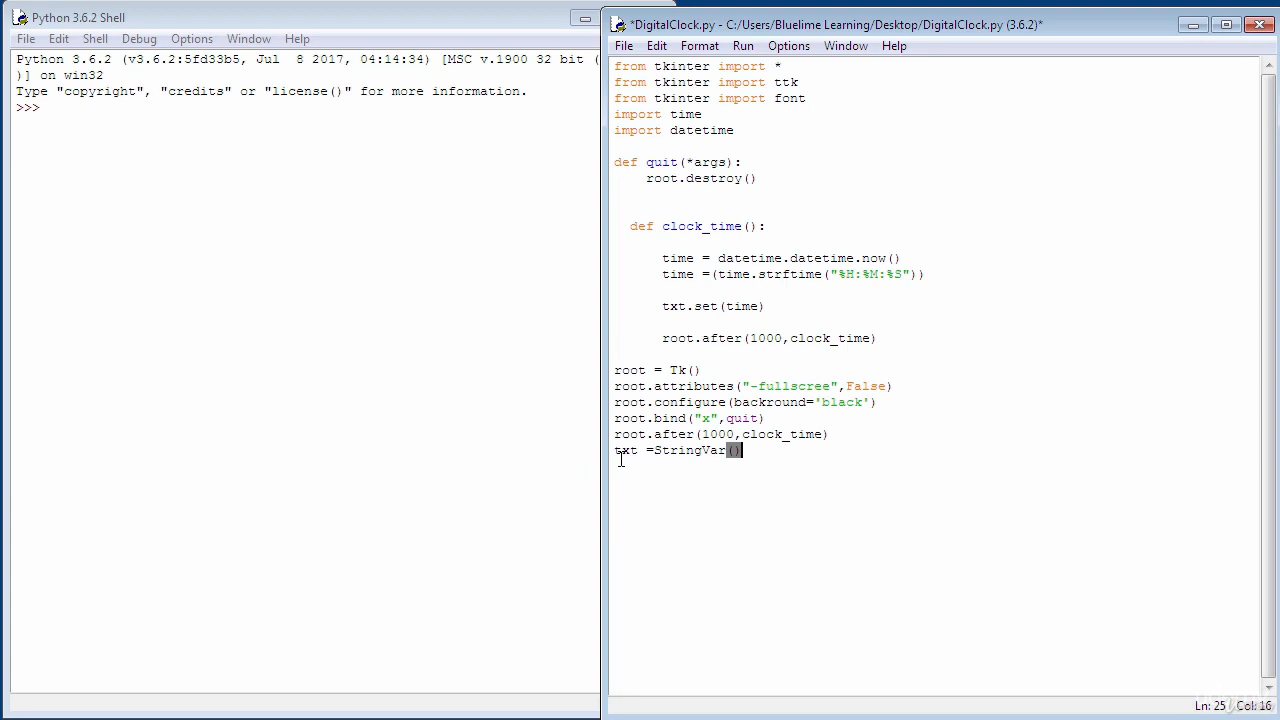 Python 3.6.2 Shell
File Edit Shell Debug Options Window Help
Python 3.6.2 (v3.6.2:5fd33b5, Jul 8 2017, 04:14:34) [MSC v.1900 32 bit (
)] on win32
Type "copyright", "credits" or "license()" for more information.
>>>
*DigitalClock.py - C:/Users/Bluelime Learning/Desktop/DigitalClock.py (3.6.2)*
File Edit Format Run Options Window Help
from tkinter import *
from tkinter import ttk
from tkinter import font
import time
import datetime
def quit(*args):
    root.destroy()
  def clock_time():
      time = datetime.datetime.now()
      time =(time.strftime("%H:%M:%S"))
      txt.set(time)
      root.after(1000,clock_time)
root = Tk()
root.attributes("-fullscree",False)
root.configure(backround='black')
root.bind("x",quit)
root.after(1000,clock_time)
txt =StringVar()
Ln: 25 Col: 16